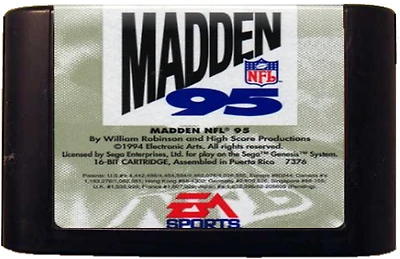 MADDEN
NFL
95
MADDEN NFL® 95
By William Robinson and High Score Productions
©1994 Electronic Arts. All rights reserved.
Licensed by Sega Enterprises, Ltd. for play on the Sega™ Genesis™ System.
16-BIT CARTRIDGE, Assembled in Puerto Rico 7376
Patents: U.S.#'s
EA
SPORTS